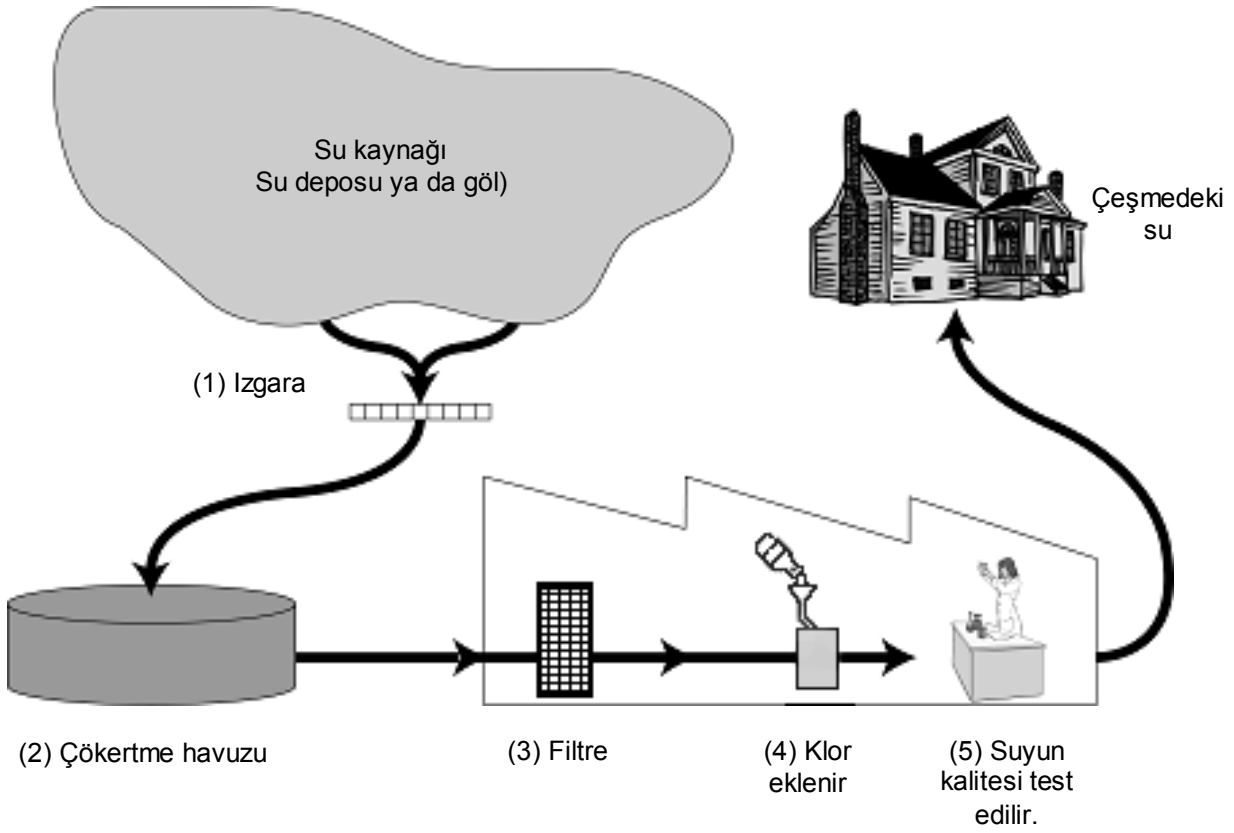 Su kaynağı
Su deposu ya da göl)
Çeşmedeki
su
(1) Izgara
(2) Çökertme havuzu
(3) Filtre
(4) Klor
eklenir
(5) Suyun
kalitesi test
edilir.